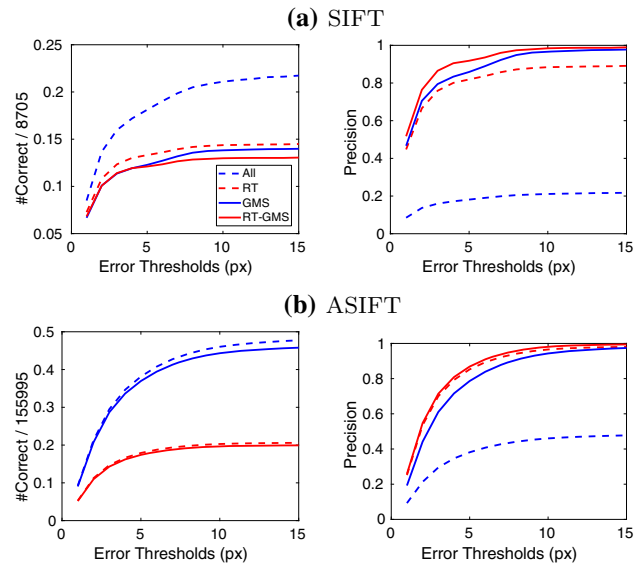 (a) SIFT
0.25
0.2
0.15
0.1
0.05
#Correct / 8705
0 5 10 15
Error Thresholds (px)
All
RT
GMS
RT-GMS
1
0.8
0.6
0.4
0.2
0
Precision
0 5 10 15
Error Thresholds (px)
(b) ASIFT
0.5
0.4
0.3
0.2
0.1
0
#Correct / 155995
0 5 10 15
Error Thresholds (px)
1
0.8
0.6
0.4
0.2
0
Precision
0 5 10 15
Error Thresholds (px)